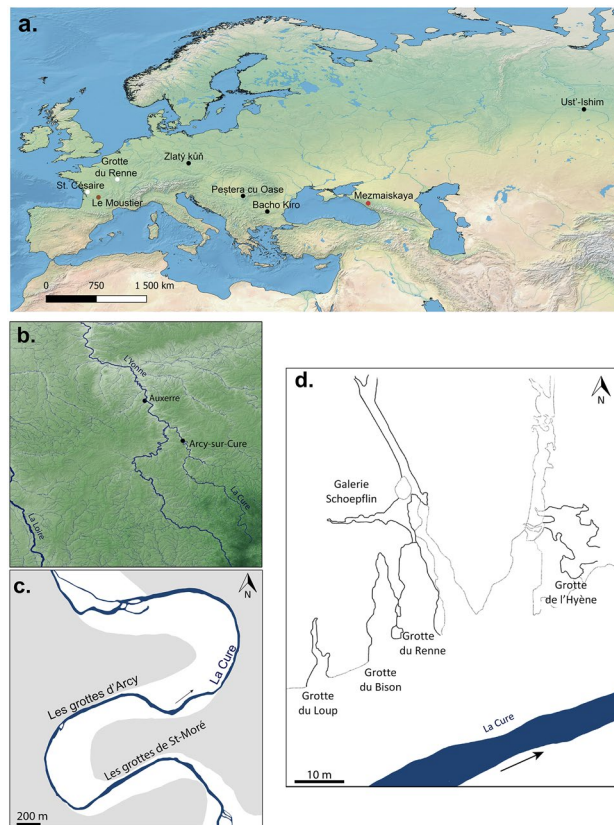 a.
Ust'-Ishim
Grotte
du Renne
Zlatý kůň
St. Césaire
Le Moustier
Peștera cu Oase
Bacho Kiro
Mezmaiskaya
0 750 1 500 km
b.
L'Yonne
Auxerre
Arcy-sur-Cure
La Cure
La Loire
c.
N
La Cure
Les grottes d'Arcy
Les grottes de St-Moré
200 m
d.
N
Galerie
Schoepflin
Grotte
de l'Hyène
Grotte
du Renne
Grotte
du Bison
Grotte
du Loup
La Cure
10 m